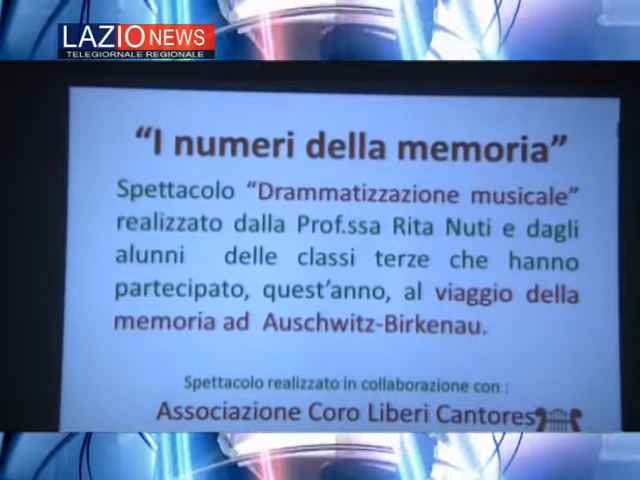 LAZIO NEWS
TELEGIORNALE REGIONALE
“I numeri della memoria”
Spettacolo “Drammatizzazione musicale”
realizzato dalla Prof.ssa Rita Nuti e dagli
alunni delle classi terze che hanno
partecipato, quest’anno, al viaggio della
memoria ad Auschwitz-Birkenau.
Spettacolo realizzato in collaborazione con :
Associazione Coro Liberi Cantores